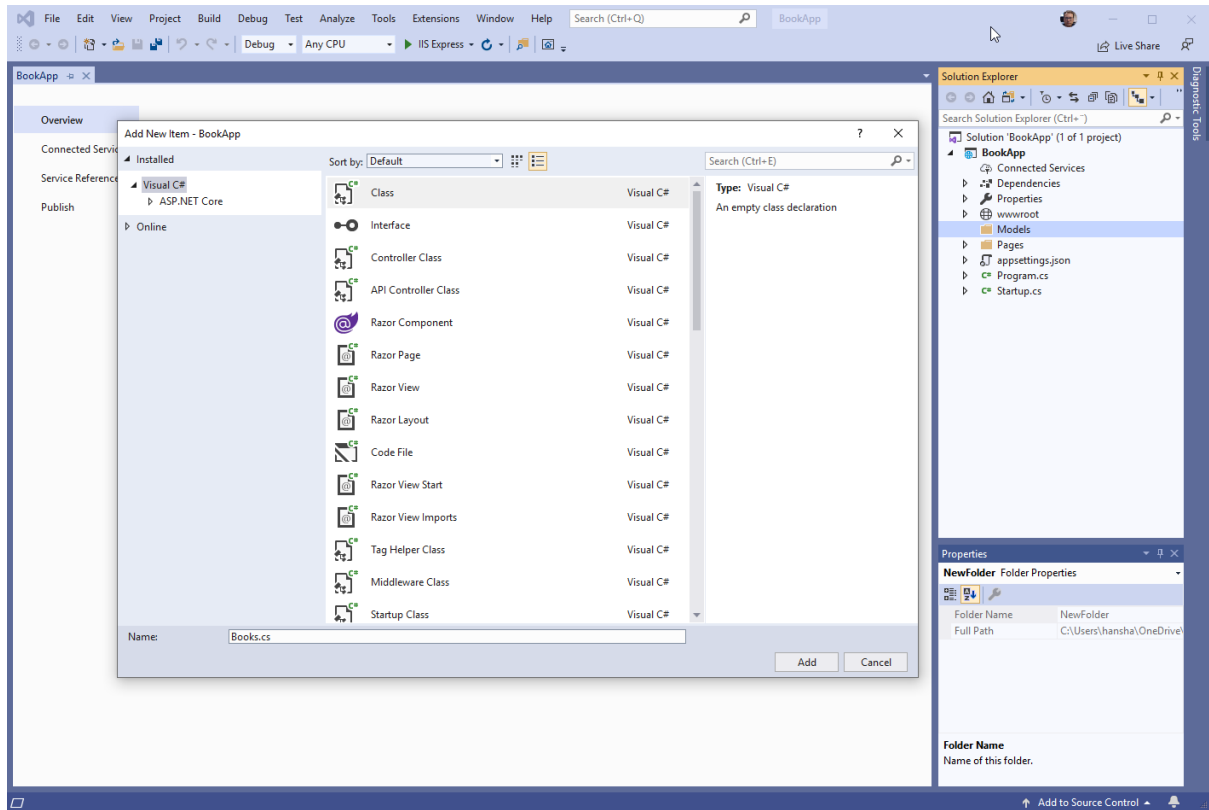 File Edit View Project Build Debug Test Analyze Tools Extensions Window Help Search (Ctrl+Q) BookApp
Debug Any CPU IIS Express Live Share
BookApp
Overview
Connected Servic
Service Reference
Publish
Add New Item - BookApp ?
Installed
Visual C#
ASP.NET Core
Online
Sort by: Default
Search (Ctrl+E)
Class Visual C#
Interface Visual C#
Controller Class Visual C#
API Controller Class Visual C#
Razor Component Visual C#
Razor Page Visual C#
Razor View Visual C#
Razor Layout Visual C#
Code File Visual C#
Razor View Start Visual C#
Razor View Imports Visual C#
Tag Helper Class Visual C#
Middleware Class Visual C#
Startup Class Visual C#
Type: Visual C#
An empty class declaration
Name: Books.cs
Add Cancel
Solution Explorer
Search Solution Explorer (Ctrl+¨)
Solution 'BookApp' (1 of 1 project)
BookApp
Connected Services
Dependencies
Properties
wwwroot
Models
Pages
appsettings.json
C# Program.cs
C# Startup.cs
Properties
NewFolder Folder Properties
Folder Name NewFolder
Full Path C:\Users\hansha\OneDrive\
Folder Name
Name of this folder.
Diagnostic Tools
Add to Source Control